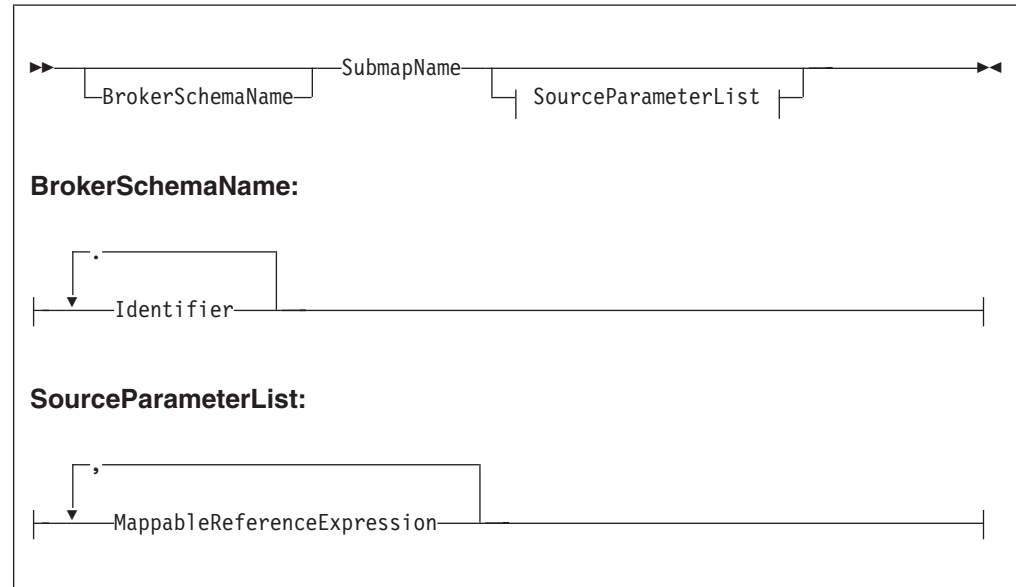 SubmapName
BrokerSchemaName SourceParameterList
BrokerSchemaName:
.
Identifier
SourceParameterList:
,
MappableReferenceExpression